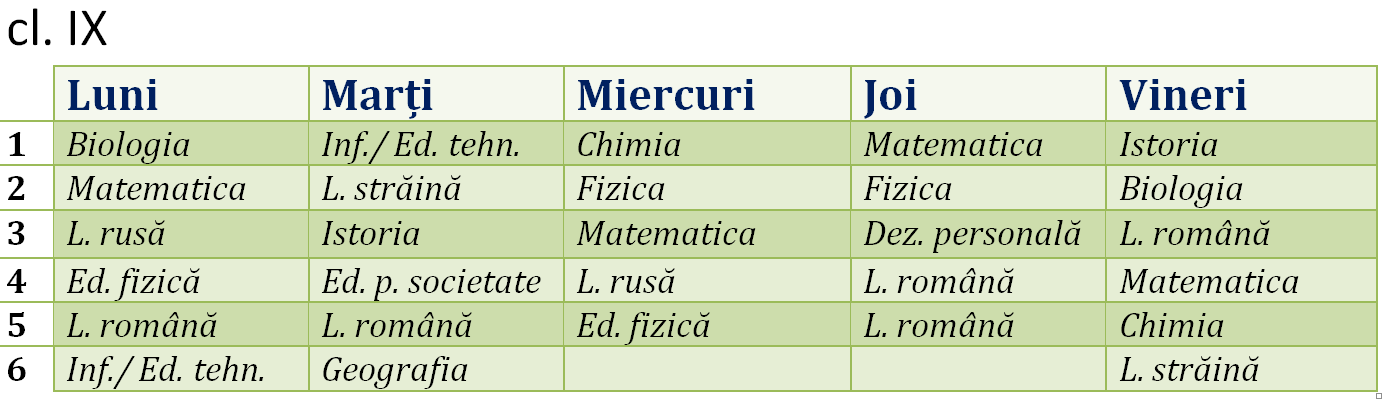 cl. IX
Luni Marți Miercuri Joi Vineri
1 Biologia Inf./ Ed. tehn. Chimia Matematica Istoria
2 Matematica L. străină Fizica Fizica Biologia
3 L. rusă Istoria Matematica Dez. personală L. română
4 Ed. fizică Ed. p. societate L. rusă L. română Matematica
5 L. română L. română Ed. fizică L. română Chimia
6 Inf./ Ed. tehn. Geografia L. străină